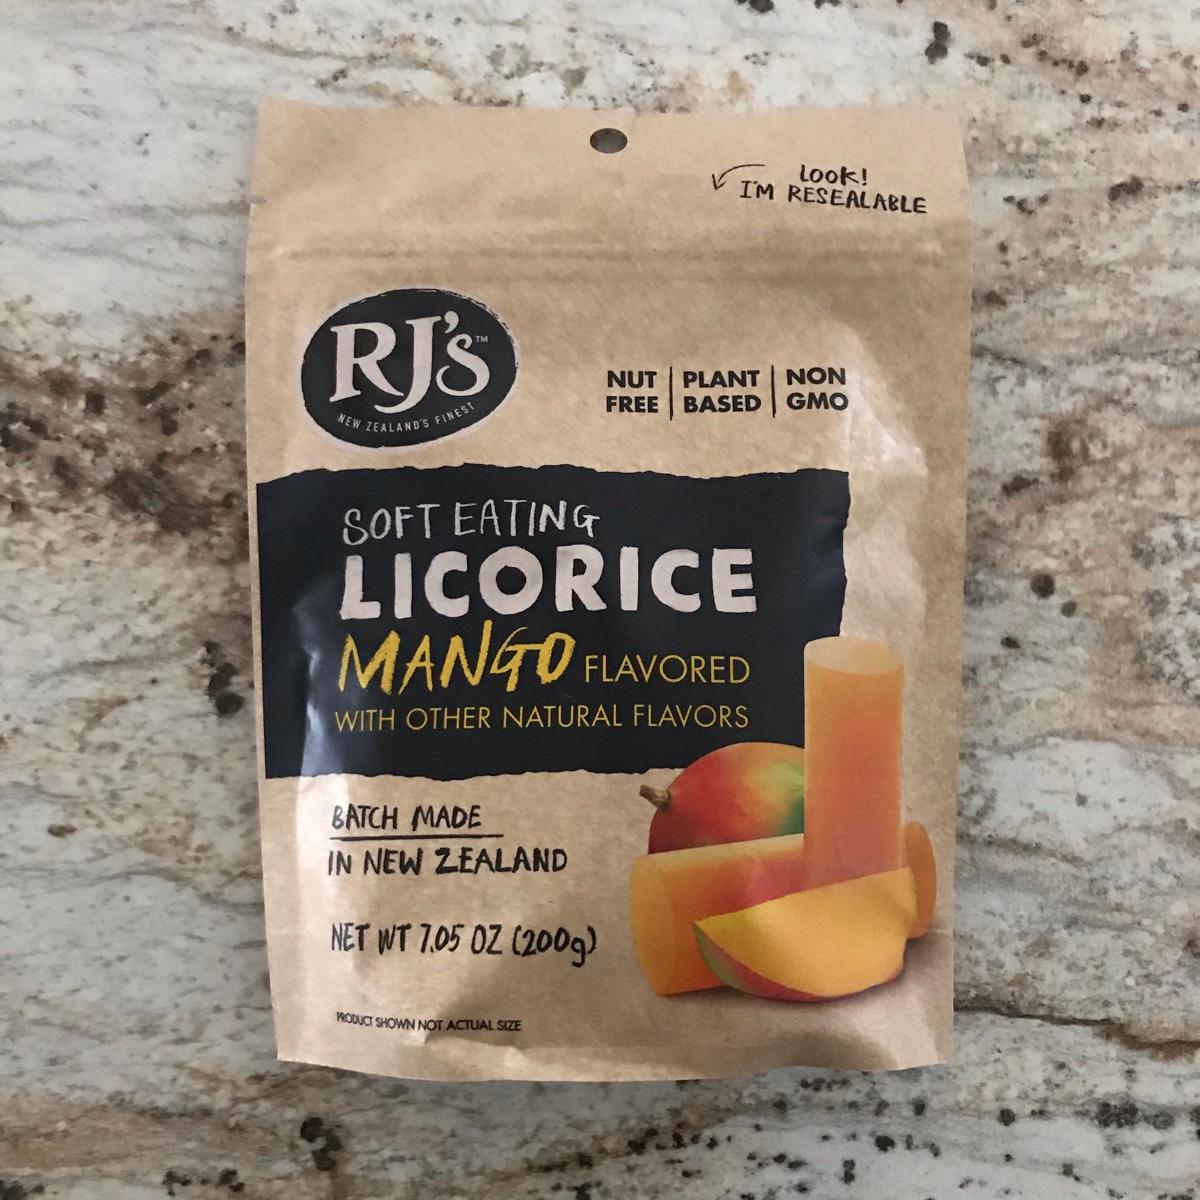 LOOK!
I'M RESEALABLE
RJ's™
NEW ZEALAND'S FINEST
NUT FREE
PLANT BASED
NON GMO
SOFT EATING
LICORICE
MANGO FLAVORED
WITH OTHER NATURAL FLAVORS
BATCH MADE
IN NEW ZEALAND
NET WT 7.05 OZ (200g)
PRODUCT SHOWN NOT ACTUAL SIZE